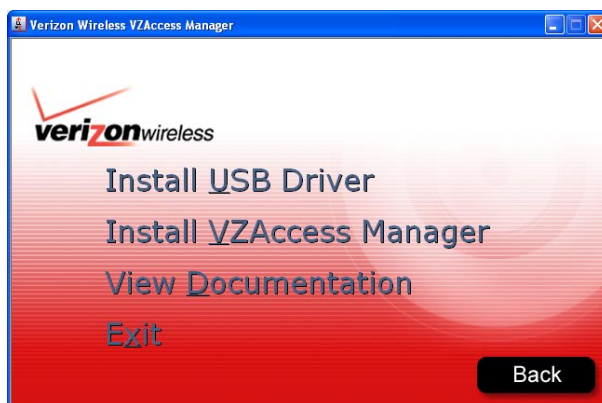 Verizon Wireless VZAccess Manager
verizonwireless
Install USB Driver
Install VZAccess Manager
View Documentation
Exit
Back